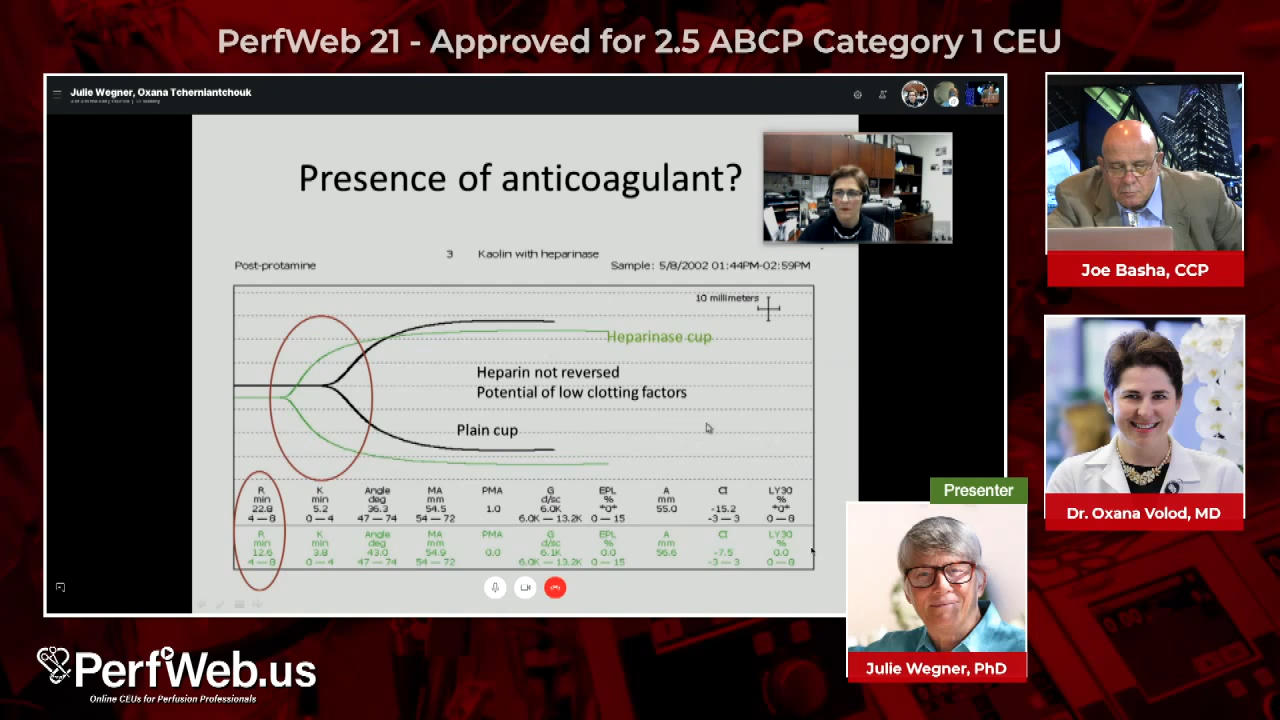 PerfWeb 21 - Approved for 2.5 ABCP Category 1 CEU
Julie Wegner, Oxana Tcherniantchouk
Presence of anticoagulant?
3 Kaolin with heparinase
Post-protamine Sample: 5/8/2002 01:44PM-02:59PM
10 millimeters
Heparinase cup
Heparin not reversed
Potential of low clotting factors
Plain cup
R K Angle MA PMA G EPL A CI LY30
min min deg mm d/sc % mm %
22.8 5.2 36.3 54.5 1.0 6.0K *0* 55.0 -15.2 *0*
4 — 8 0 — 4 47 — 74 54 — 72 6.0K — 13.2K 0 — 15 -3 — 3 0 — 8
R K Angle MA PMA G EPL A CI LY30
min min deg mm d/sc % mm %
12.6 3.8 43.0 54.9 0.0 6.1K 0.0 56.6 -7.5 0.0
4 — 8 0 — 4 47 — 74 54 — 72 6.0K — 13.2K 0 — 15 -3 — 3 0 — 8
Joe Basha, CCP
Dr. Oxana Volod, MD
Presenter
Julie Wegner, PhD
PerfWeb.us
Online CEUs for Perfusion Professionals